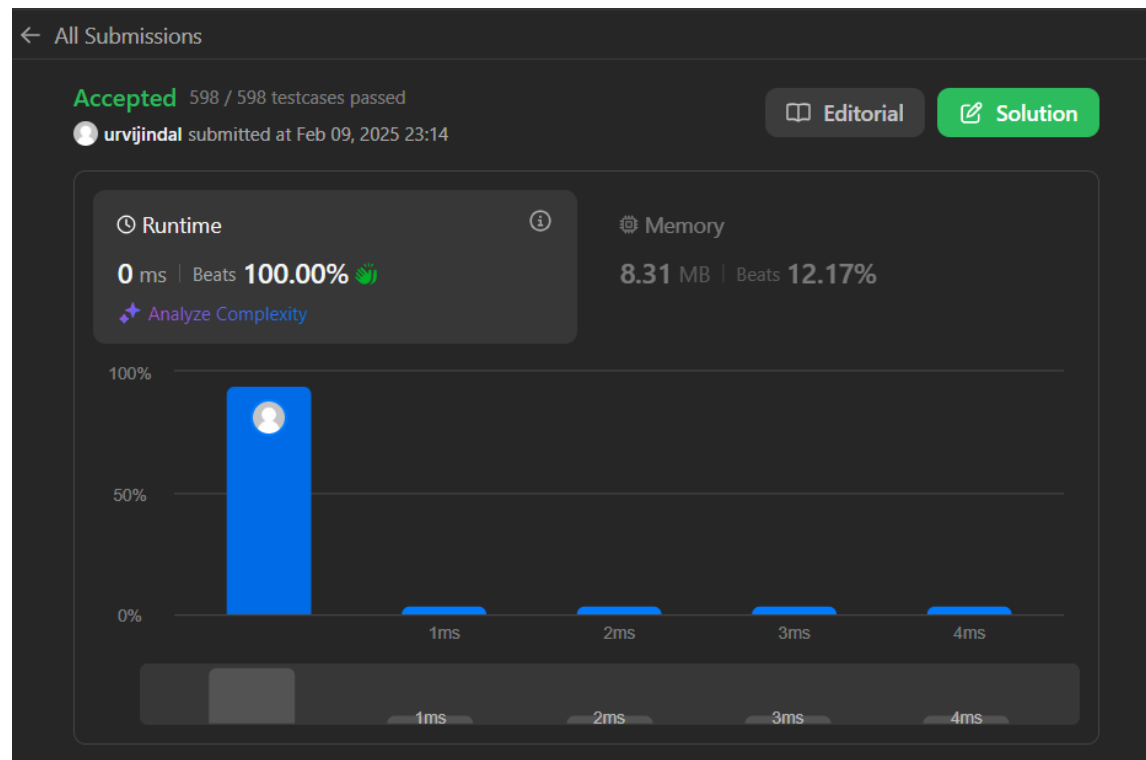 All Submissions
Accepted 598 / 598 testcases passed
urvijindal submitted at Feb 09, 2025 23:14
Editorial
Solution
Runtime
0 ms Beats 100.00%
Analyze Complexity
Memory
8.31 MB Beats 12.17%
100%
50%
0%
1ms 2ms 3ms 4ms
1ms 2ms 3ms 4ms